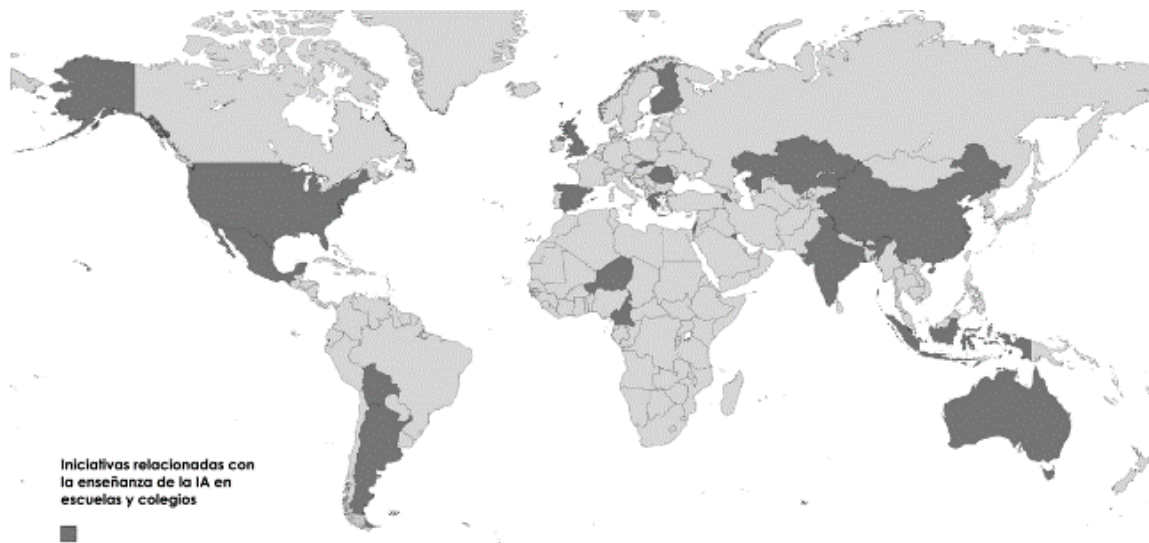 Iniciativas relacionadas con
la enseñanza de la IA en
escuelas y colegios